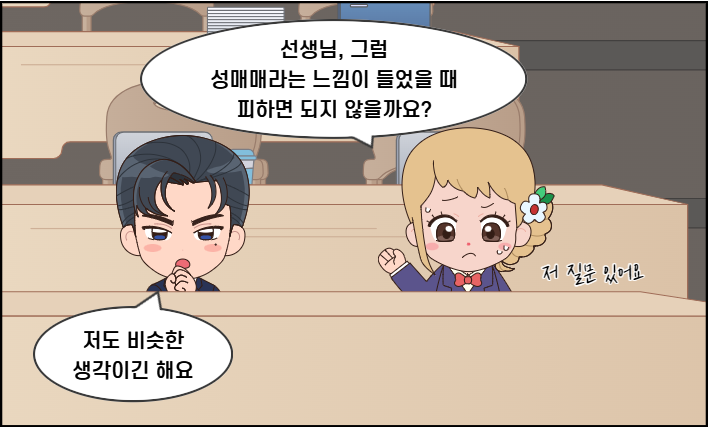 선생님, 그럼
성매매라는 느낌이 들었을 때
피하면 되지 않을까요?
저 질문 있어요
저도 비슷한
생각이긴 해요